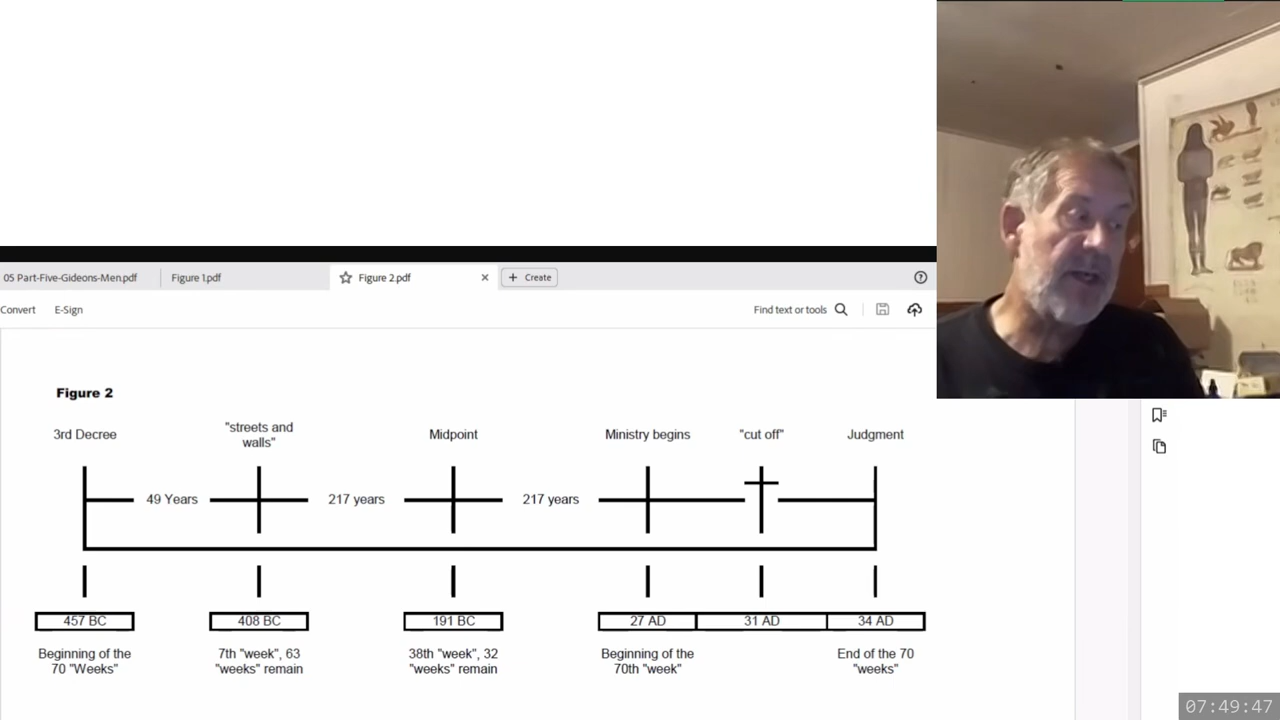 05 Part-Five-Gideons-Men.pdf
Figure 1.pdf
Figure 2.pdf
Create
Convert
E-Sign
Find text or tools
Figure 2
3rd Decree
"streets and
walls"
Midpoint
Ministry begins
"cut off"
Judgment
49 Years
217 years
217 years
457 BC
408 BC
191 BC
27 AD
31 AD
34 AD
Beginning of the
70 "Weeks"
7th "week", 63
"weeks" remain
38th "week", 32
"weeks" remain
Beginning of the
70th "week"
End of the 70
"weeks"
07:49:47